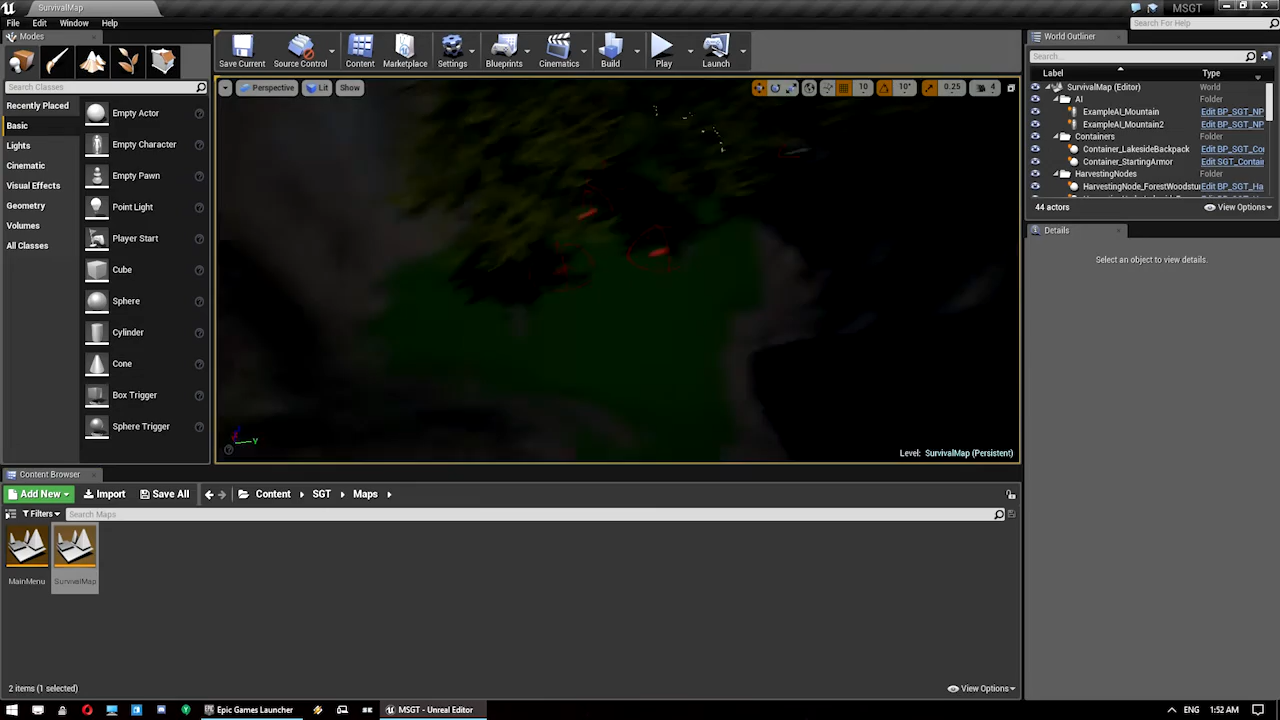 SurvivalMap
MSGT
File Edit Window Help
Search For Help
Modes
Search Classes
Recently Placed
Basic
Lights
Cinematic
Visual Effects
Geometry
Volumes
All Classes
Empty Actor
Empty Character
Empty Pawn
Point Light
Player Start
Cube
Sphere
Cylinder
Cone
Box Trigger
Sphere Trigger
Save Current
Source Control
Content
Marketplace
Settings
Blueprints
Cinematics
Build
Play
Launch
Perspective Lit Show
10 10° 0.25 4
Y
Level: SurvivalMap (Persistent)
World Outliner
Search...
Label Type
SurvivalMap (Editor) World
AI Folder
ExampleAI_Mountain Edit BP_SGT_NP
ExampleAI_Mountain2 Edit BP_SGT_NP
Containers Folder
Container_LakesideBackpack Edit BP_SGT_Co
Container_StartingArmor Edit SGT_Contai
HarvestingNodes Folder
HarvestingNode_ForestWoodstu Edit BP_SGT_Ha
44 actors View Options
Details
Select an object to view details.
Content Browser
Add New Import Save All Content SGT Maps
Filters Search Maps
MainMenu
SurvivalMap
2 items (1 selected) View Options
Epic Games Launcher
MSGT - Unreal Editor
ENG 1:52 AM